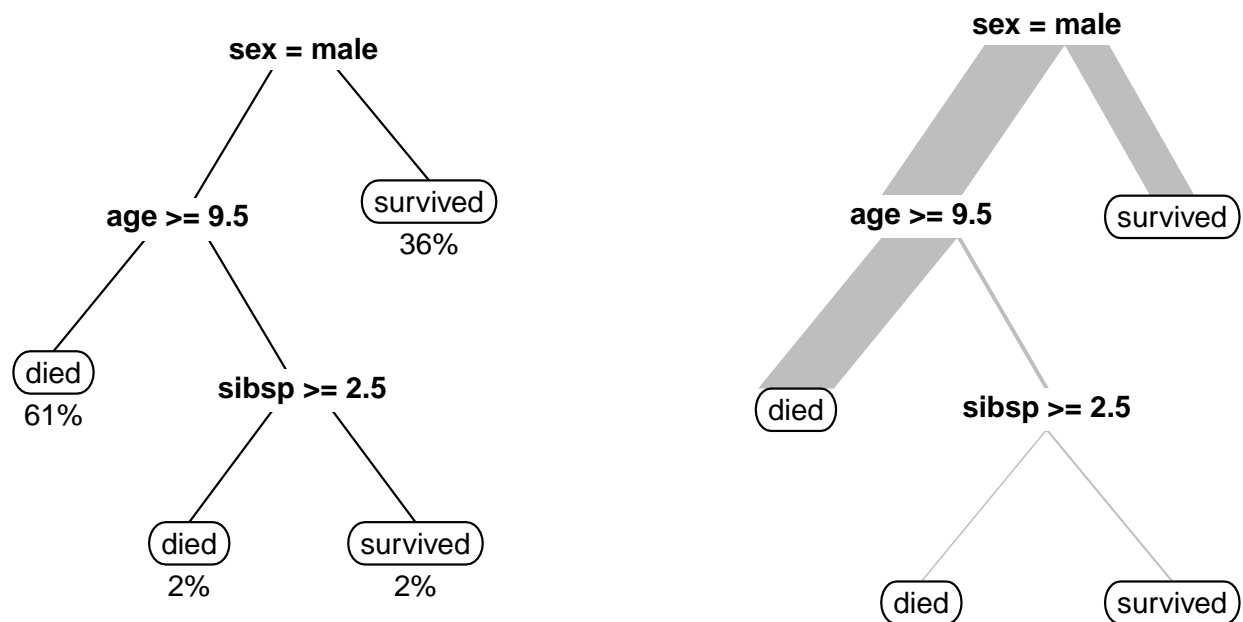 sex = male
age >= 9.5
survived
36%
died
61%
sibsp >= 2.5
died
2%
survived
2%
sex = male
age >= 9.5
survived
died
sibsp >= 2.5
died
survived